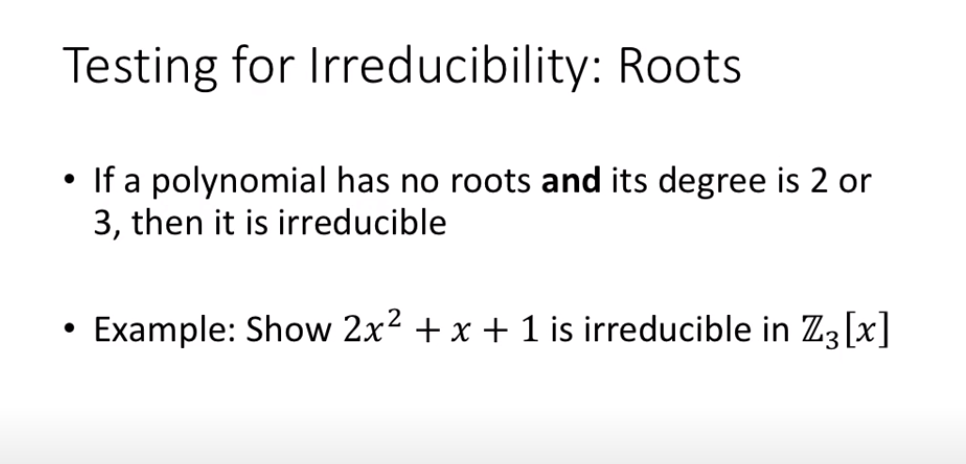 Testing for Irreducibility: Roots
• If a polynomial has no roots and its degree is 2 or
3, then it is irreducible
• Example: Show 2x² + x + 1 is irreducible in ℤ₃[x]